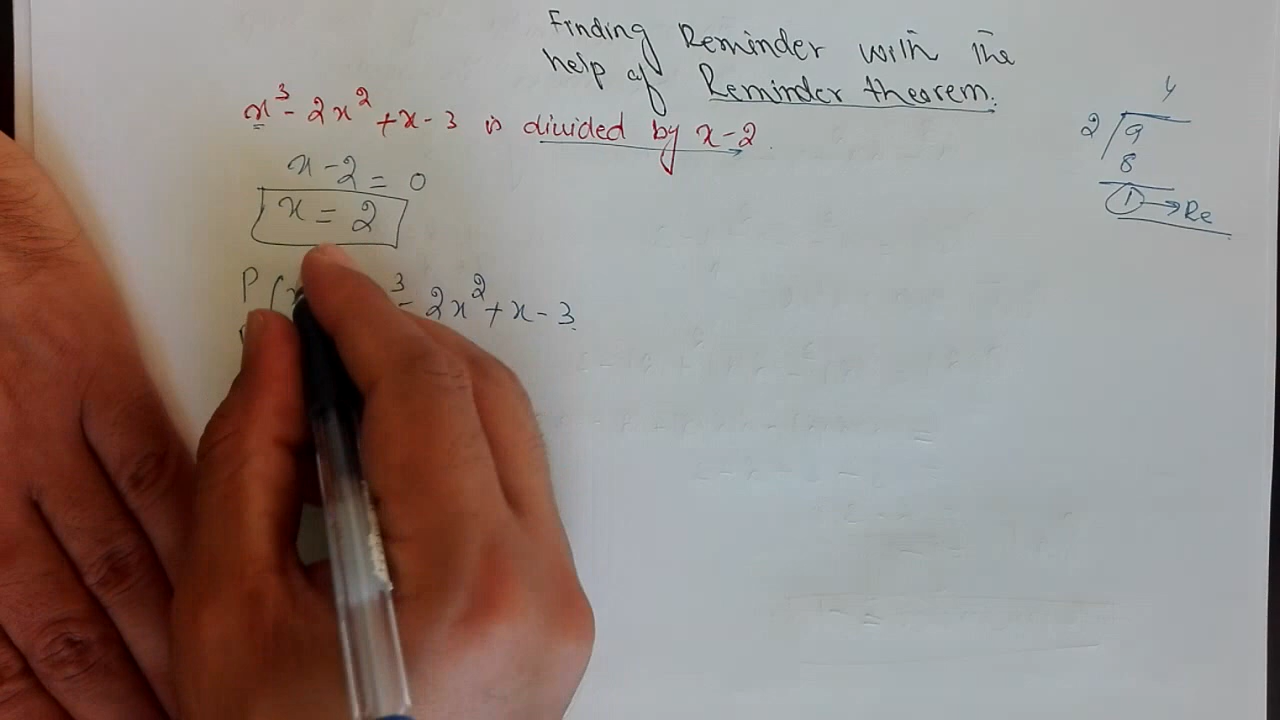 Finding Reminder with the
help of Reminder theorem.
x³ - 2x² + x - 3 is divided by x-2.
x - 2 = 0
x = 2
P(x 3 - 2x² + x - 3.
4
2 9
8
1 → Re